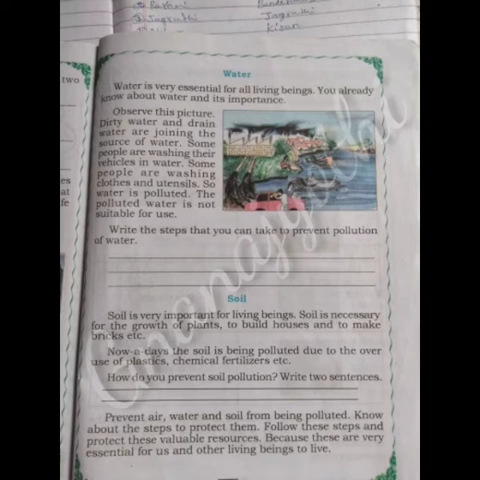 two
es
at
fe
Jagruthi
Kisan
Water
Water is very essential for all living beings. You already
know about water and its importance.
Observe this picture.
Dirty water and drain
water are joining the
source of water. Some
people are washing their
vehicles in water. Some
people are washing
clothes and utensils. So
water is polluted. The
polluted water is not
suitable for use.
Write the steps that you can take to prevent pollution
of water.
Soil
Soil is very important for living beings. Soil is necessary
for the growth of plants, to build houses and to make
bricks etc.
Now-a-days the soil is being polluted due to the over
use of plastics, chemical fertilizers etc.
How do you prevent soil pollution? Write two sentences.
Prevent air, water and soil from being polluted. Know
about the steps to protect them. Follow these steps and
protect these valuable resources. Because these are very
essential for us and other living beings to live.